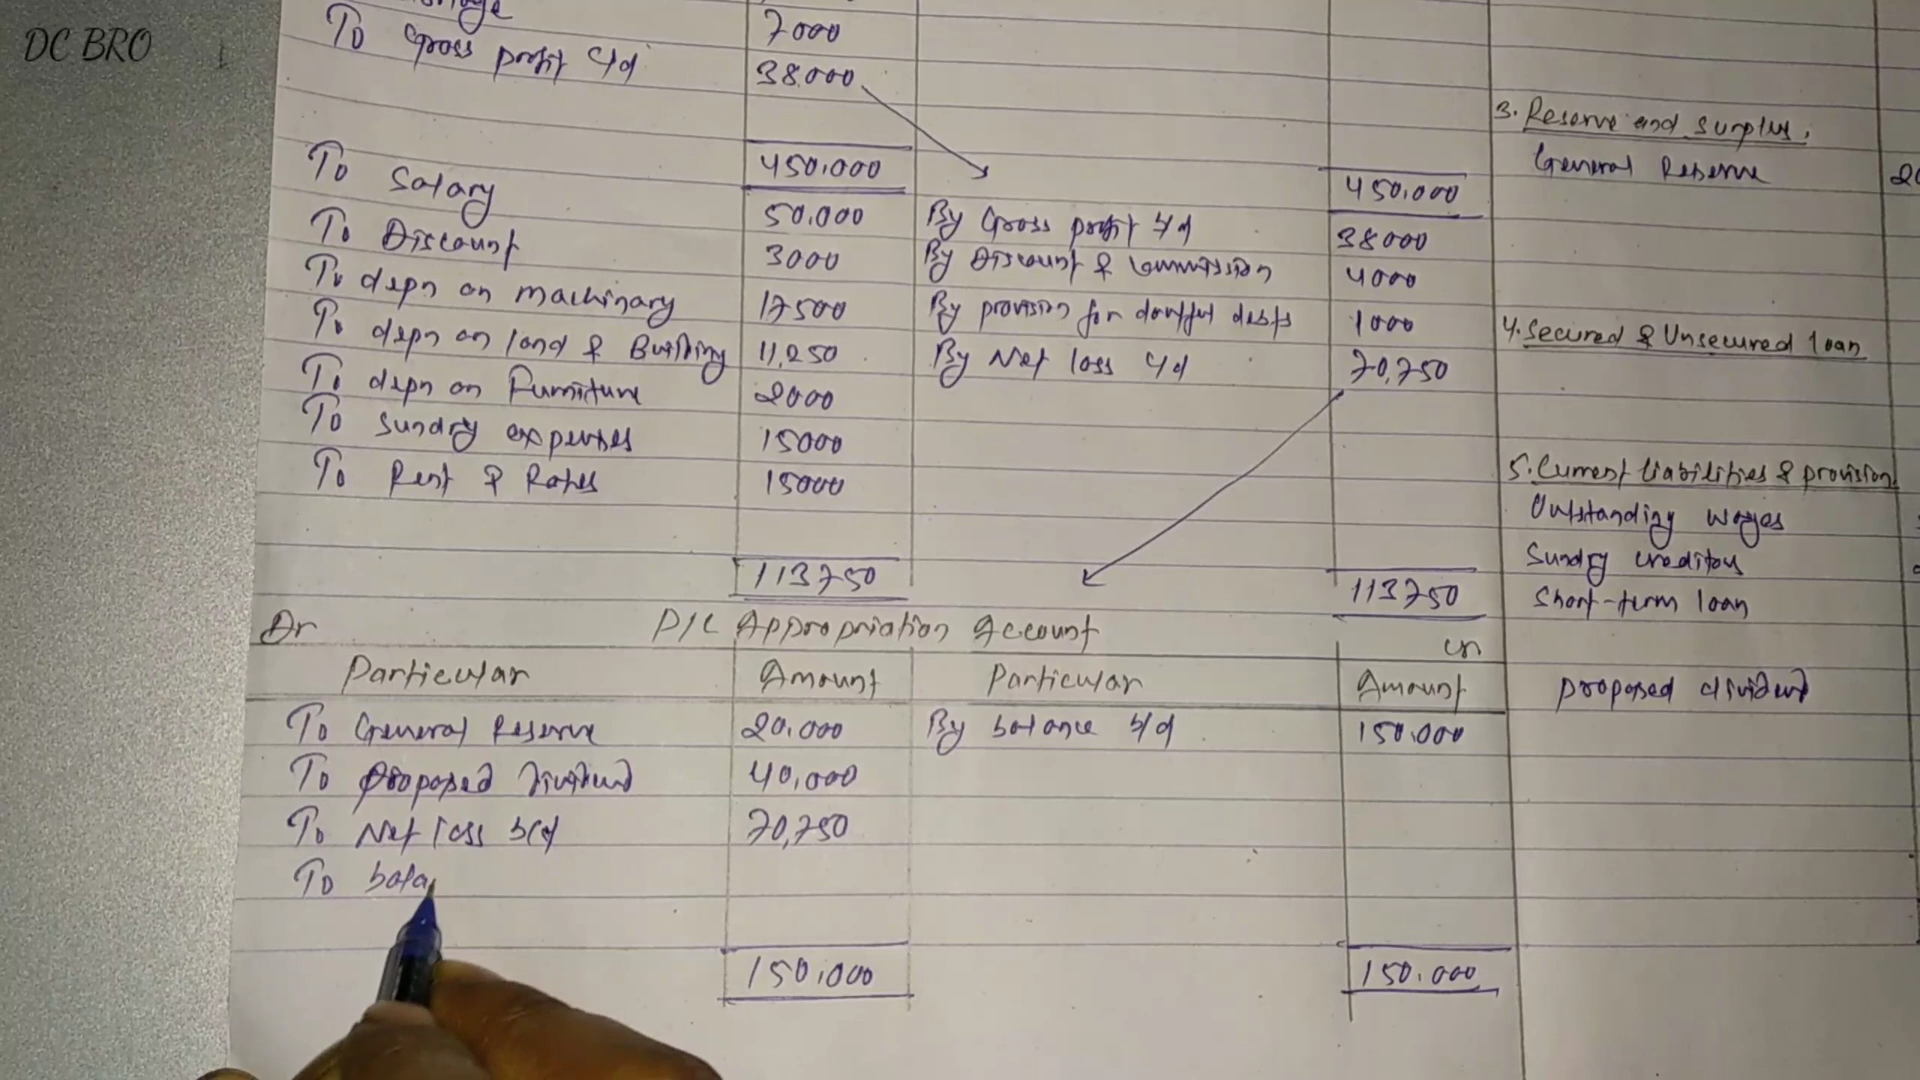 DC BRO
To Gross profit c/d
7000
38000
450,000
450,000
To Salary 50,000 By Gross profit b/d 38000
To Discount 3000 By Discount & Commission 4000
To depn on machinary 17500 By provision for doutful debts 1000
To depn on land & Building 11,250 By Net loss c/d 70,750
To depn on Furniture 2000
To Sundry expenses 15000
To Rent & Rates 15000
113750 113750
Dr P/L Appropriation Account Cr
Particular Amount Particular Amount
To General Reserve 20,000 By balance b/d 150,000
To proposed dividend 40,000
To Net loss b/d 70,750
To bala
150,000 150,000
3. Reserve and surplus,
General Reserve
4. Secured & Unsecured loan
5. Current liabilities & provision
Outstanding wages
Sundry creditors
Short-term loan
proposed dividend